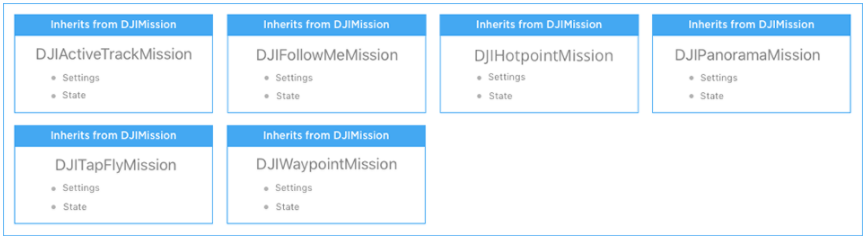 Inherits from DJIMission
DJIActiveTrackMission
Settings
State
Inherits from DJIMission
DJIFollowMeMission
Settings
State
Inherits from DJIMission
DJIHotpointMission
Settings
State
Inherits from DJIMission
DJIPanoramaMission
Settings
State
Inherits from DJIMission
DJITapFlyMission
Settings
State
Inherits from DJIMission
DJIWaypointMission
Settings
State